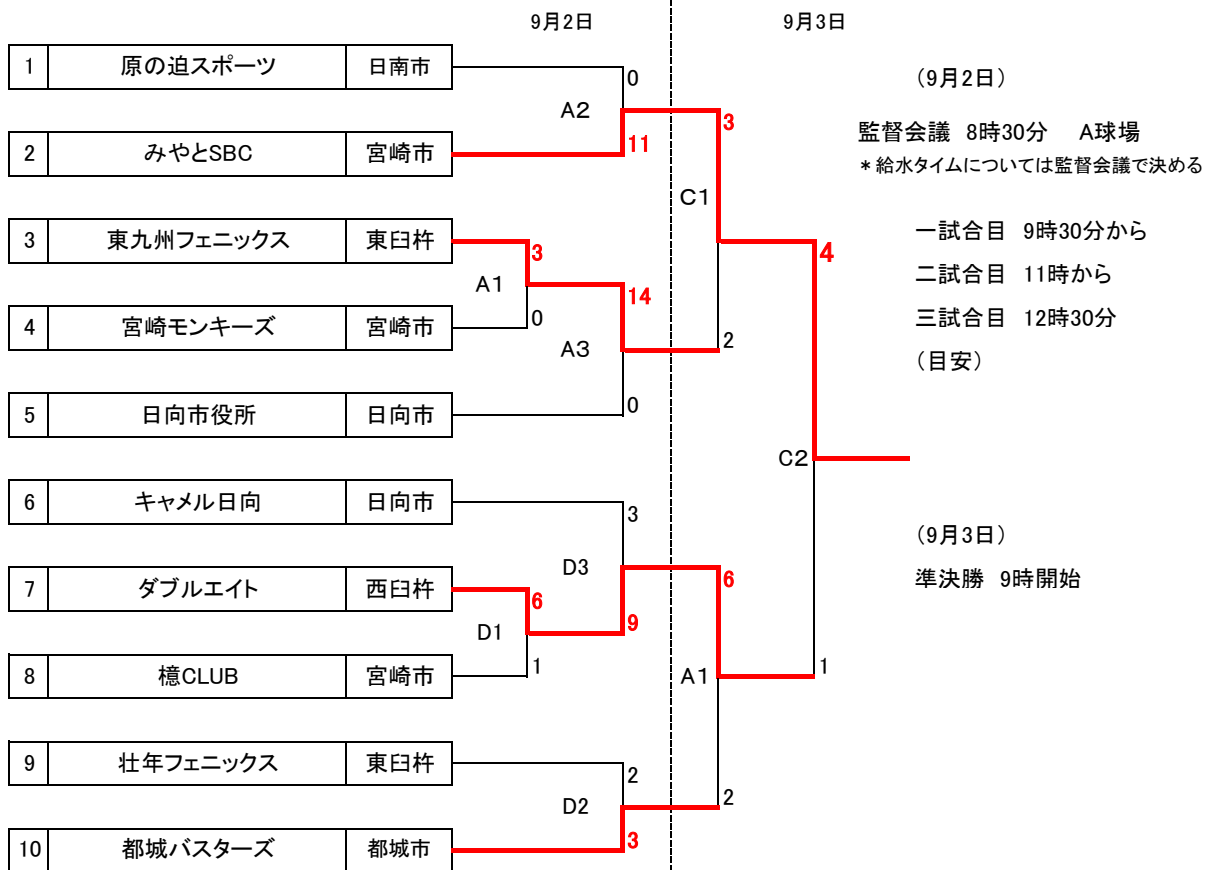 9月2日
9月3日
1 原の迫スポーツ 日南市
0
(9月2日)
A2
2 みやとSBC 宮崎市
11
3
監督会議 8時30分 A球場
*給水タイムについては監督会議で決める
C1
3 東九州フェニックス 東臼杵
3
4
一試合目 9時30分から
A1
14
二試合目 11時から
4 宮崎モンキーズ 宮崎市
0
三試合目 12時30分
A3
2
(目安)
5 日向市役所 日向市
0
C2
6 キャメル日向 日向市
3
(9月3日)
D3
6
準決勝 9時開始
7 ダブルエイト 西臼杵
6
9
D1
8 檍CLUB 宮崎市
1
A1
1
9 壮年フェニックス 東臼杵
2
D2
2
10 都城バスターズ 都城市
3